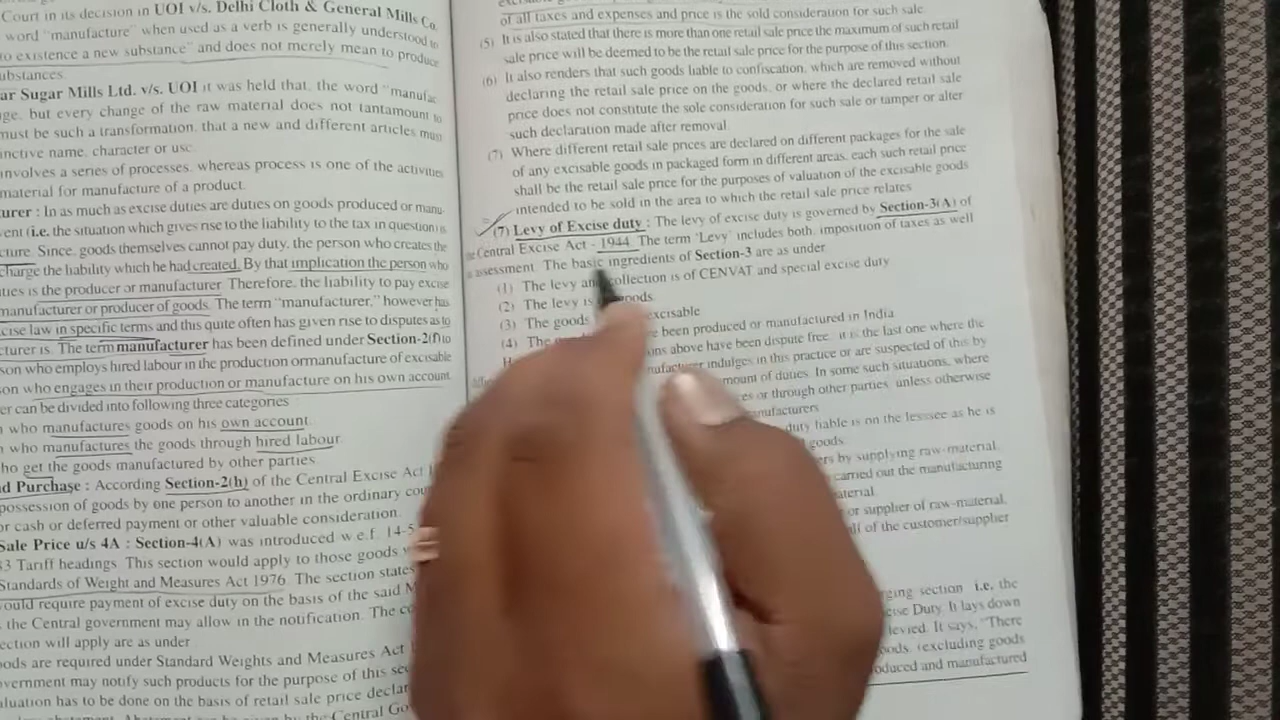 Court in its decision in UOI v/s. Delhi Cloth & General Mills Co.
word "manufacture" when used as a verb is generally understood
to existence a new substance" and does not merely mean to produce
ubstances.
ar Sugar Mills Ltd. v/s. UOI it was held that, the word "manufac
ge, but every change of the raw material does not tantamount to
must be such a transformation, that a new and different articles mus
inctive name, character or use.
involves a series of processes, whereas process is one of the activities
material for manufacture of a product.
urer : In as much as excise duties are duties on goods produced or manu-
vent (i.e. the situation which gives rise to the liability to the tax in question) is
cture. Since, goods themselves cannot pay duty, the person who creates the
charge the liability which he had created. By that implication the person who
ties is the producer or manufacturer. Therefore, the liability to pay excise
manufacturer or producer of goods. The term "manufacturer," however has
cise law in specific terms and this quite often has given rise to disputes as to
cturer is. The term manufacturer has been defined under Section-2(f) to
son who employs hired labour in the production ormanufacture of excisable
son who engages in their production or manufacture on his own account.
er can be divided into following three categories
who manufactures goods on his own account.
who manufactures the goods through hired labour.
ho get the goods manufactured by other parties.
d Purchase : According Section-2(h) of the Central Excise Act
possession of goods by one person to another in the ordinary cou
or cash or deferred payment or other valuable consideration.
Sale Price u/s 4A : Section-4(A) was introduced w.e.f. 14-5
3 Tariff headings. This section would apply to those goods
Standards of Weight and Measures Act 1976. The section states
ould require payment of excise duty on the basis of the said M
the Central government may allow in the notification. The co
ection will apply are as under
ods are required under Standard Weights and Measures Act
vernment may notify such products for the purpose of this sec
aluation has to be done on the basis of retail sale price declar
the Central Go
of all taxes and expenses and price is the sold consideration for such sale.
(5) It is also stated that there is more than one retail sale price the maximum of such retail
sale price will be deemed to be the retail sale price for the purpose of this section.
(6) It also renders that such goods liable to confiscation, which are removed without
declaring the retail sale price on the goods, or where the declared retail sale
price does not constitute the sole consideration for such sale or tamper or alter
such declaration made after removal.
(7) Where different retail sale prices are declared on different packages for the sale
of any excisable goods in packaged form in different areas, each such retail price
shall be the retail sale price for the purposes of valuation of the excisable goods
intended to be sold in the area to which the retail sale price relates.
(7) Levy of Excise duty : The levy of excise duty is governed by Section-3(A) of
Central Excise Act - 1944. The term 'Levy' includes both, imposition of taxes as well
assessment. The basic ingredients of Section-3 are as under
(1) The levy and collection is of CENVAT and special excise duty
(2) The levy is goods.
(3) The goods excisable
(4) The been produced or manufactured in India
ons above have been dispute free. it is the last one where the
nufacturer indulges in this practice or are suspected of this by
mount of duties. In some such situations, where
es or through other parties, unless otherwise
anufacturers
duty liable is on the lessee as he is
goods.
ers by supplying raw-material.
carried out the manufacturing
aterial.
or supplier of raw-material,
lf of the customer/supplier
rging section i.e. the
cise Duty. It lays down
levied. It says, "There
oods, (excluding goods
oduced and manufactured